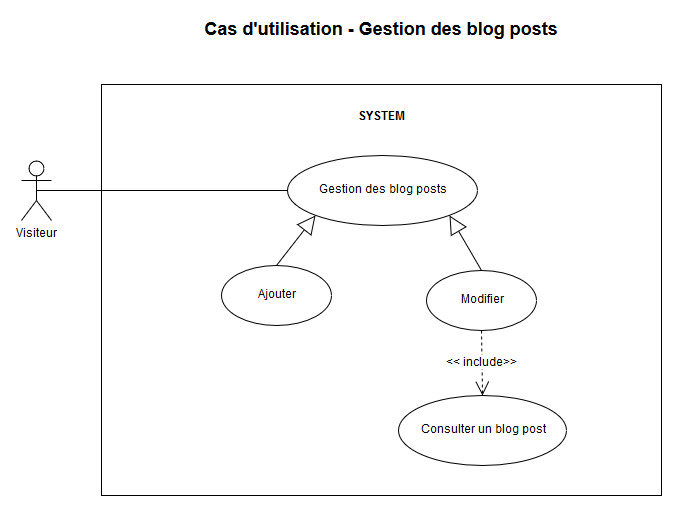 Cas d'utilisation - Gestion des blog posts
SYSTEM
Gestion des blog posts
Visiteur
Ajouter
Modifier
<< include>>
Consulter un blog post